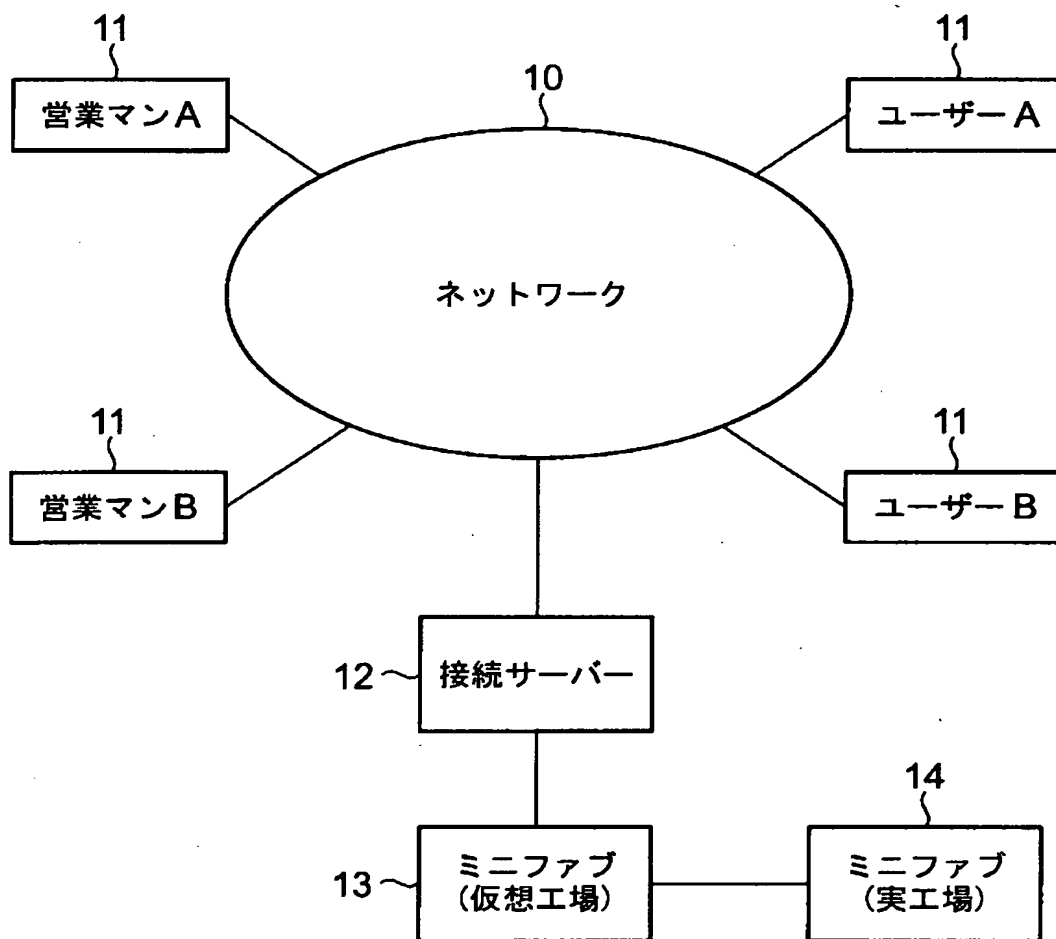 11
営業マンA
10
11
ユーザーA
ネットワーク
11
営業マンB
11
ユーザーB
12
接続サーバー
13
ミニファブ
(仮想工場)
14
ミニファブ
(実工場)